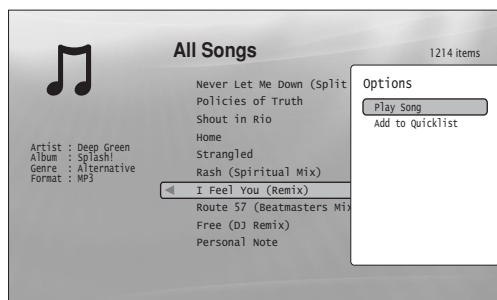 All Songs
1214 items
Never Let Me Down (Split
Policies of Truth
Shout in Rio
Home
Strangled
Rash (Spiritual Mix)
I Feel You (Remix)
Route 57 (Beatmasters Mix
Free (DJ Remix)
Personal Note
Artist : Deep Green
Album : Splash!
Genre : Alternative
Format : MP3
Options
Play Song
Add to Quicklist